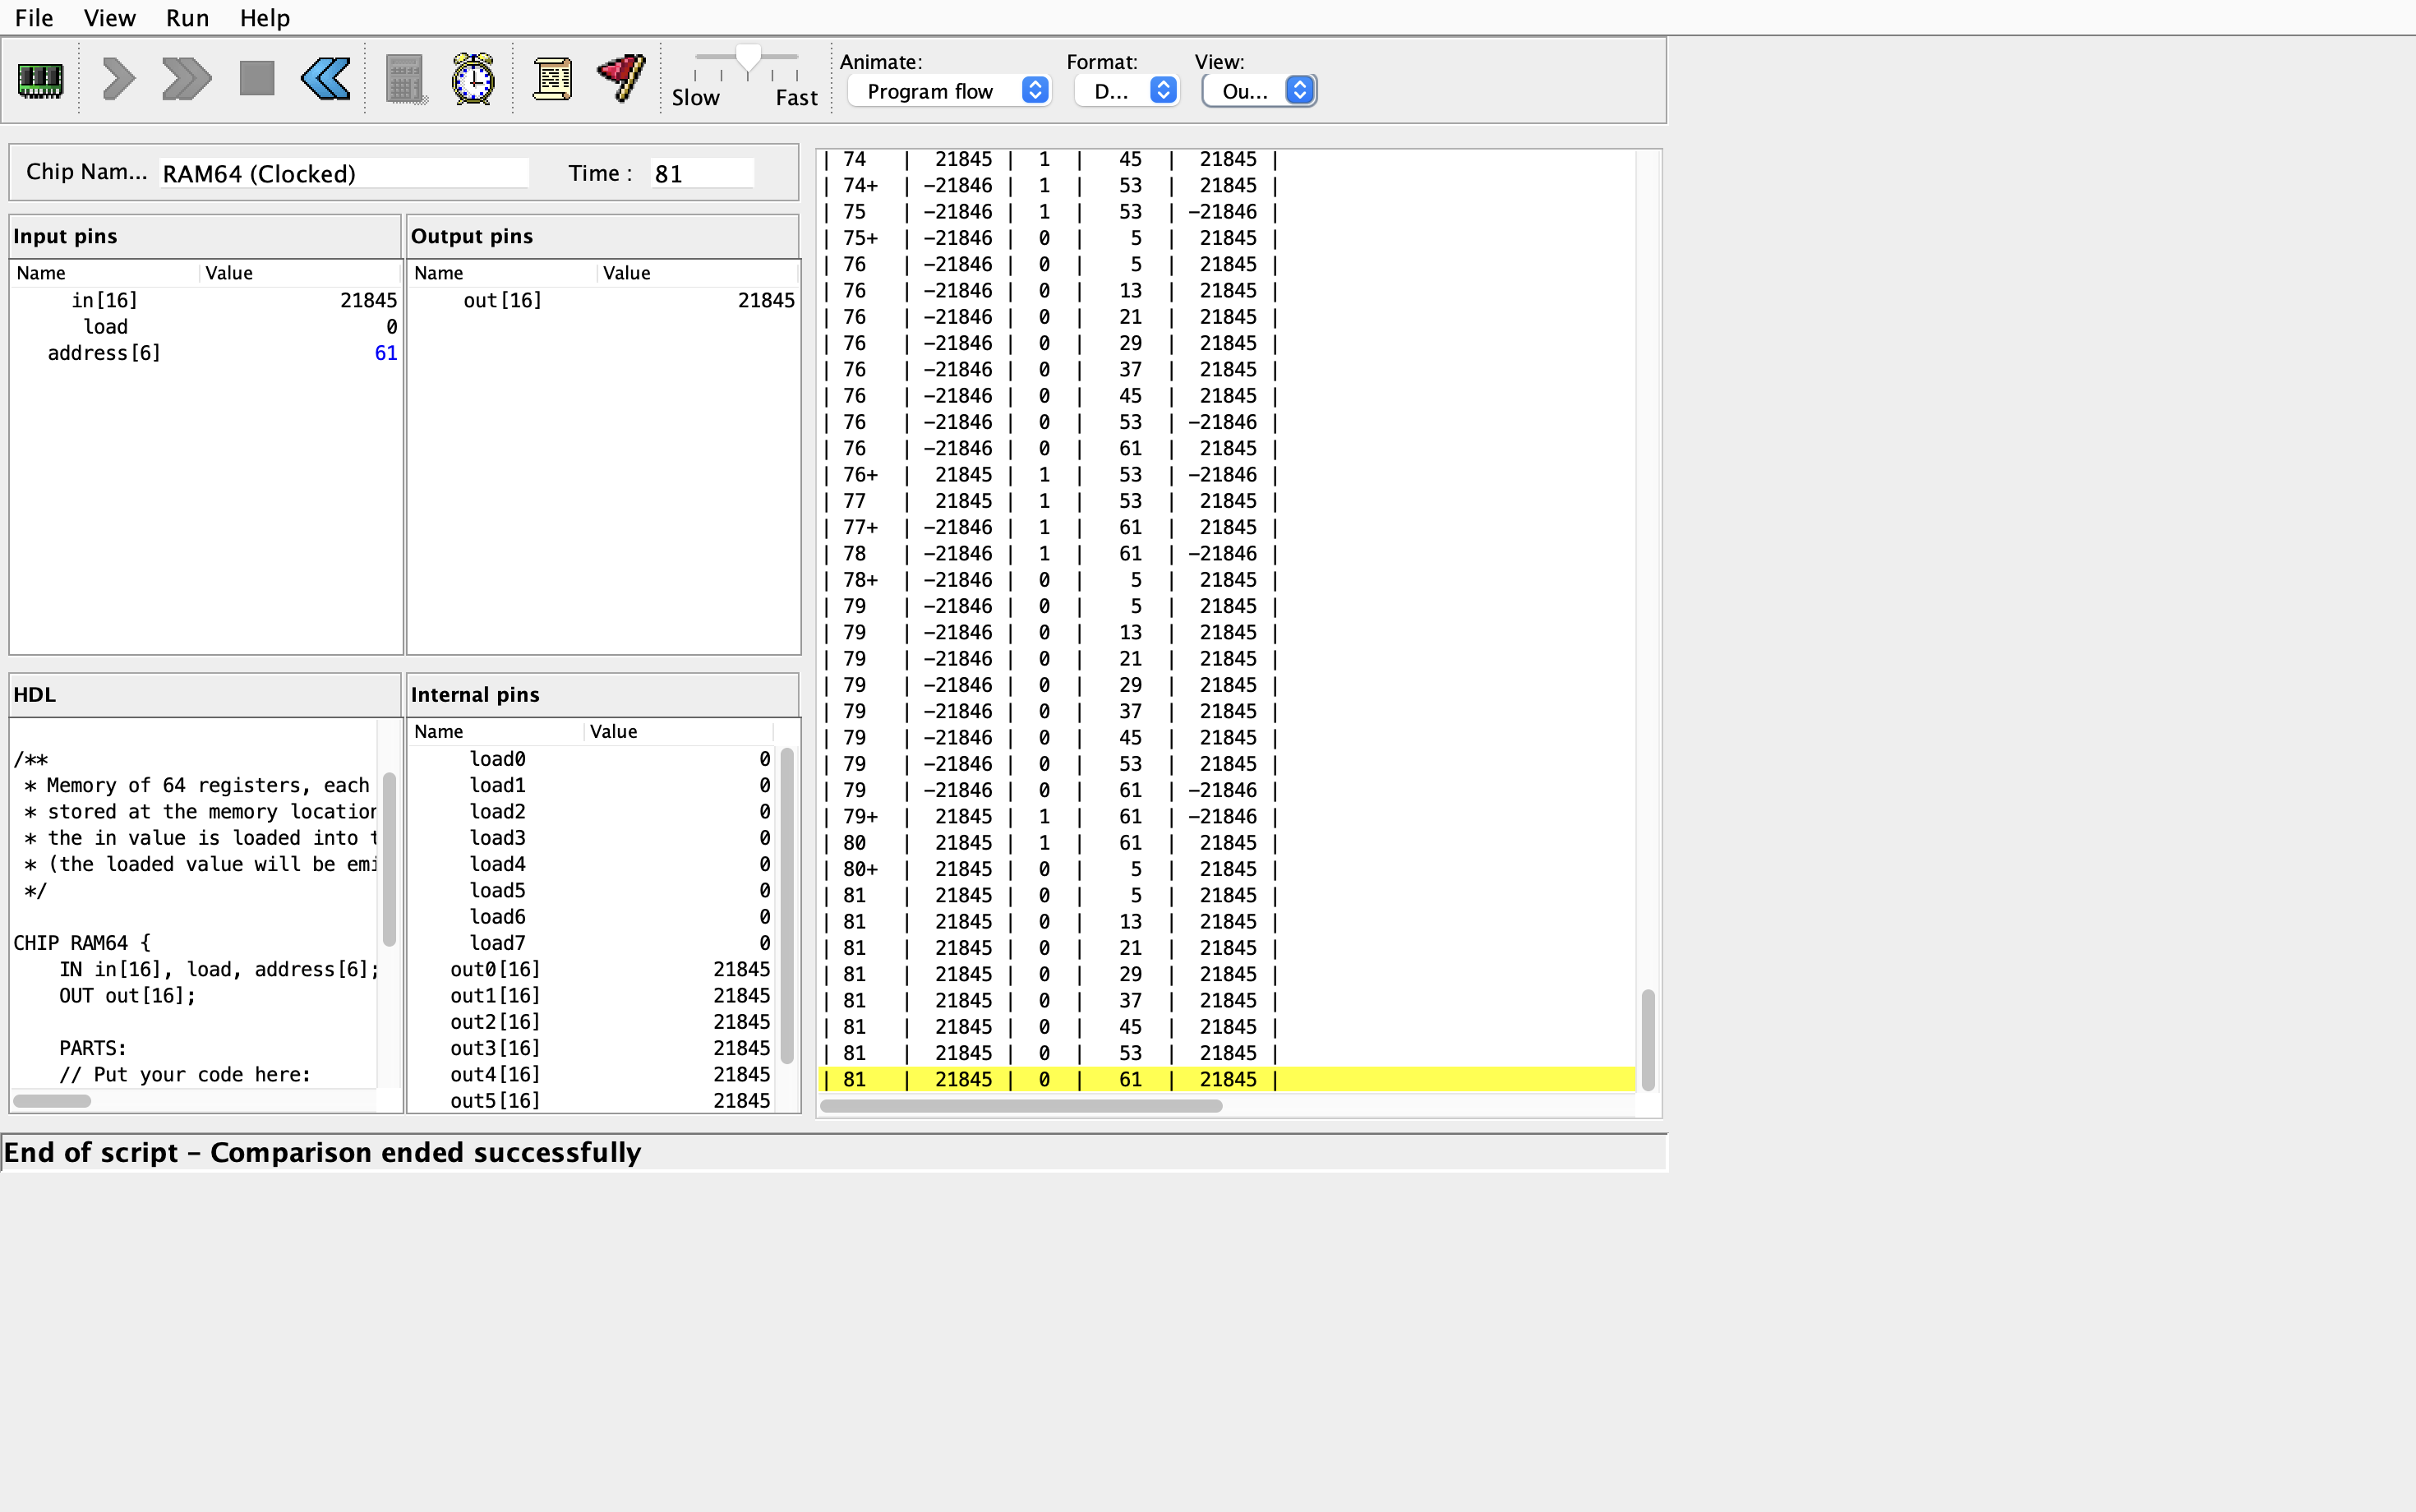 File View Run Help
Slow Fast
Animate: Format: View:
Program flow D... Ou...
Chip Nam... RAM64 (Clocked) Time : 81
Input pins
Name Value
in[16] 21845
load 0
address[6] 61
Output pins
Name Value
out[16] 21845
HDL
/**
* Memory of 64 registers, each
* stored at the memory location
* the in value is loaded into t
* (the loaded value will be emi
*/
CHIP RAM64 {
IN in[16], load, address[6];
OUT out[16];
PARTS:
// Put your code here:
Internal pins
Name Value
load0 0
load1 0
load2 0
load3 0
load4 0
load5 0
load6 0
load7 0
out0[16] 21845
out1[16] 21845
out2[16] 21845
out3[16] 21845
out4[16] 21845
out5[16] 21845
| 74 | 21845 | 1 | 45 | 21845 |
| 74+ | -21846 | 1 | 53 | 21845 |
| 75 | -21846 | 1 | 53 | -21846 |
| 75+ | -21846 | 0 | 5 | 21845 |
| 76 | -21846 | 0 | 5 | 21845 |
| 76 | -21846 | 0 | 13 | 21845 |
| 76 | -21846 | 0 | 21 | 21845 |
| 76 | -21846 | 0 | 29 | 21845 |
| 76 | -21846 | 0 | 37 | 21845 |
| 76 | -21846 | 0 | 45 | 21845 |
| 76 | -21846 | 0 | 53 | -21846 |
| 76 | -21846 | 0 | 61 | 21845 |
| 76+ | 21845 | 1 | 53 | -21846 |
| 77 | 21845 | 1 | 53 | 21845 |
| 77+ | -21846 | 1 | 61 | 21845 |
| 78 | -21846 | 1 | 61 | -21846 |
| 78+ | -21846 | 0 | 5 | 21845 |
| 79 | -21846 | 0 | 5 | 21845 |
| 79 | -21846 | 0 | 13 | 21845 |
| 79 | -21846 | 0 | 21 | 21845 |
| 79 | -21846 | 0 | 29 | 21845 |
| 79 | -21846 | 0 | 37 | 21845 |
| 79 | -21846 | 0 | 45 | 21845 |
| 79 | -21846 | 0 | 53 | 21845 |
| 79 | -21846 | 0 | 61 | -21846 |
| 79+ | 21845 | 1 | 61 | -21846 |
| 80 | 21845 | 1 | 61 | 21845 |
| 80+ | 21845 | 0 | 5 | 21845 |
| 81 | 21845 | 0 | 5 | 21845 |
| 81 | 21845 | 0 | 13 | 21845 |
| 81 | 21845 | 0 | 21 | 21845 |
| 81 | 21845 | 0 | 29 | 21845 |
| 81 | 21845 | 0 | 37 | 21845 |
| 81 | 21845 | 0 | 45 | 21845 |
| 81 | 21845 | 0 | 53 | 21845 |
| 81 | 21845 | 0 | 61 | 21845 |
End of script - Comparison ended successfully